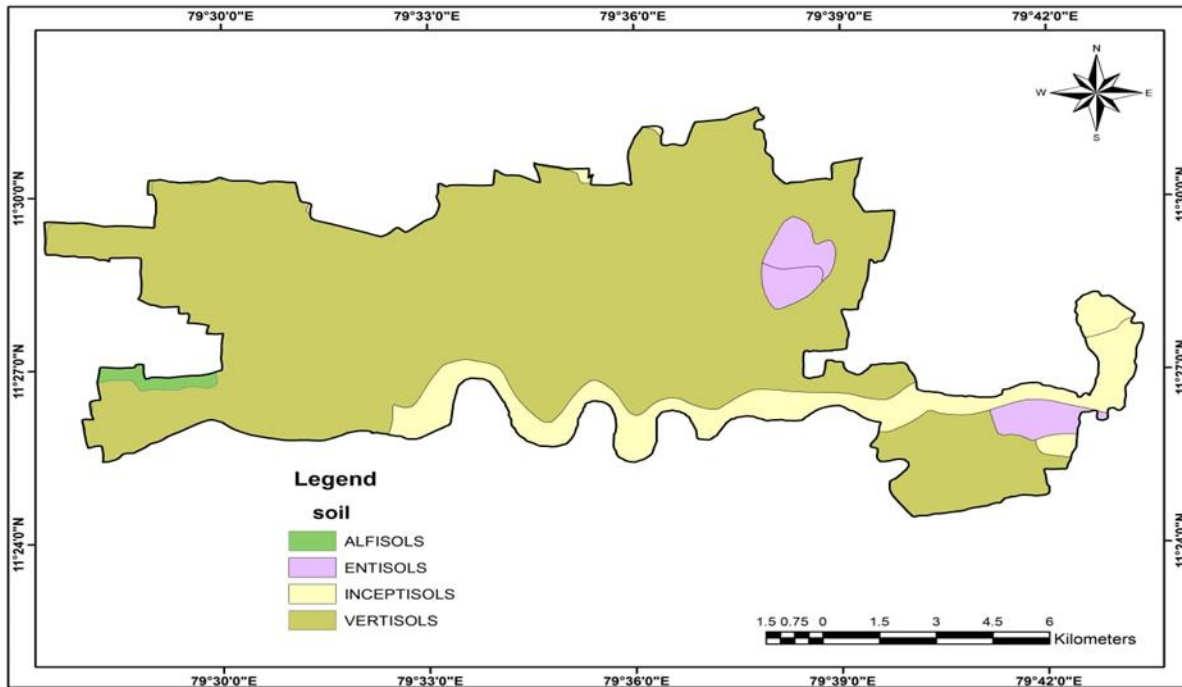 79°30'0"E 79°33'0"E 79°36'0"E 79°39'0"E 79°42'0"E
N
W E
S
11°30'0"N 11°30'0"N
11°27'0"N 11°27'0"N
11°24'0"N 11°24'0"N
Legend
soil
ALFISOLS
ENTISOLS
INCEPTISOLS
VERTISOLS
1.5 0.75 0 1.5 3 4.5 6
Kilometers
79°30'0"E 79°33'0"E 79°36'0"E 79°39'0"E 79°42'0"E